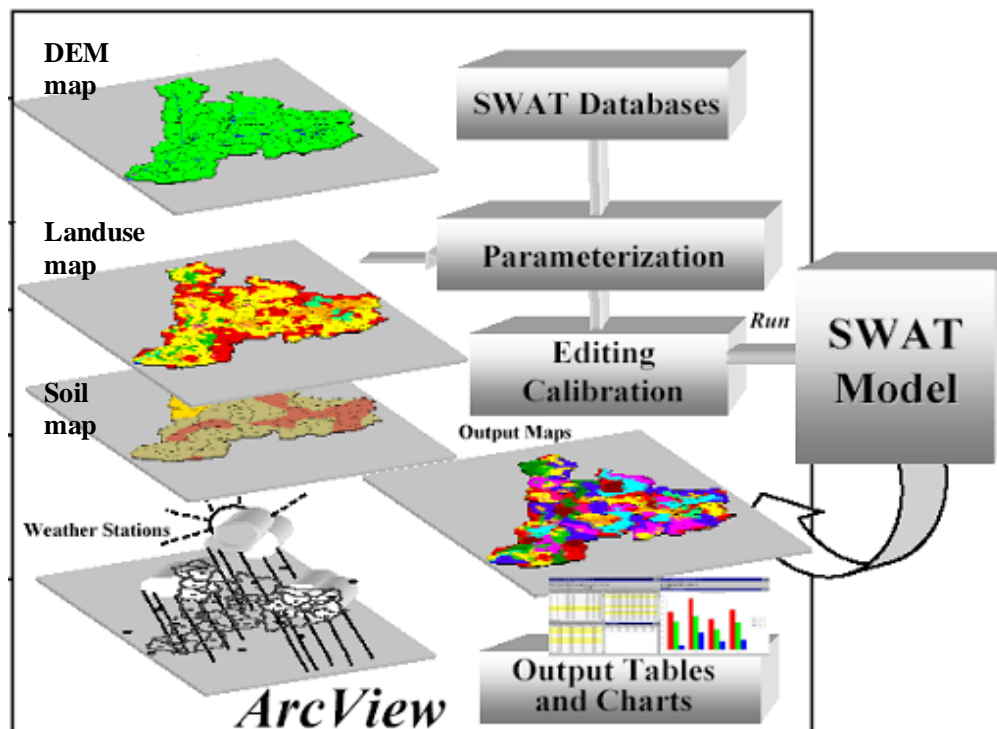 DEM
map
SWAT Databases
Landuse
map
Parameterization
Run
SWAT
Model
Editing
Calibration
Soil
map
Output Maps
Weather Stations
Output Tables
and Charts
ArcView